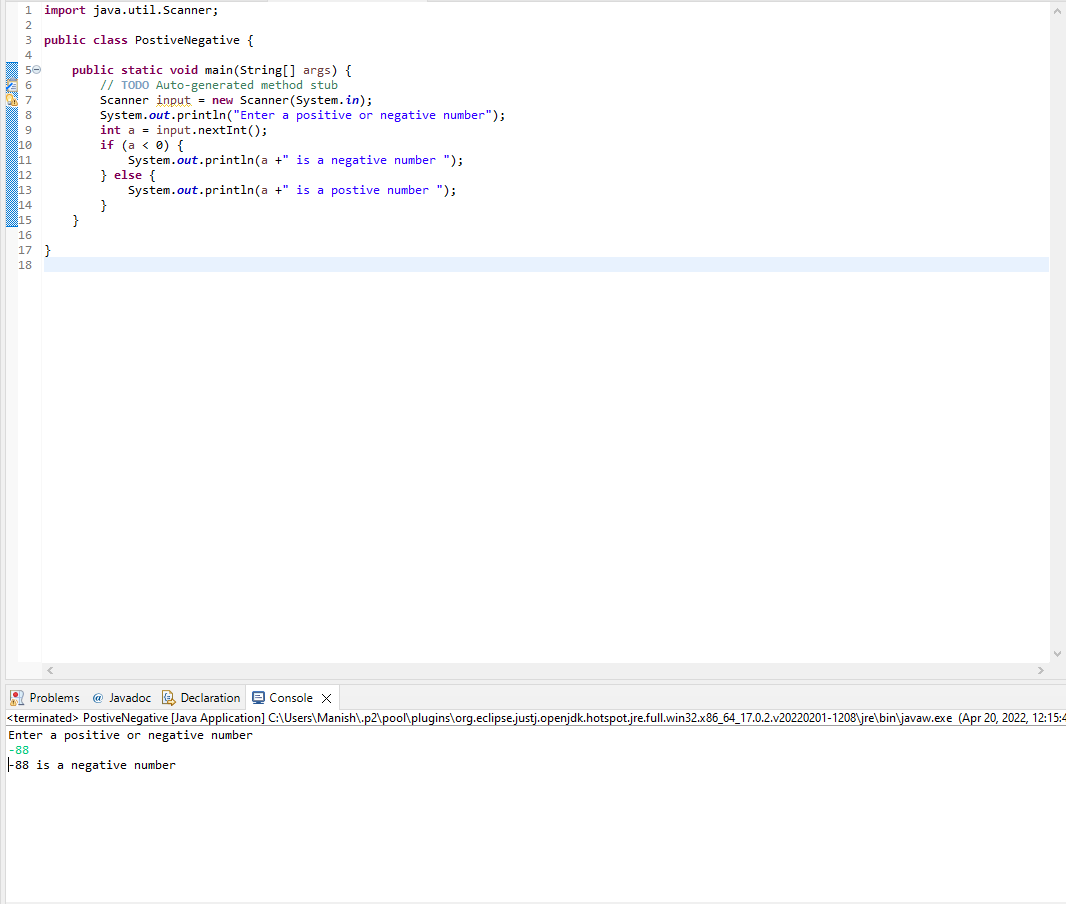 1 import java.util.Scanner;
2
3 public class PostiveNegative {
4
5 public static void main(String[] args) {
6 // TODO Auto-generated method stub
7 Scanner input = new Scanner(System.in);
8 System.out.println("Enter a positive or negative number");
9 int a = input.nextInt();
10 if (a < 0) {
11 System.out.println(a +" is a negative number ");
12 } else {
13 System.out.println(a +" is a postive number ");
14 }
15 }
16
17 }
18
Problems @ Javadoc Declaration Console
<terminated> PostiveNegative [Java Application] C:\Users\Manish\.p2\pool\plugins\org.eclipse.justj.openjdk.hotspot.jre.full.win32.x86_64_17.0.2.v20220201-1208\jre\bin\javaw.exe (Apr 20, 2022, 12:15:4
Enter a positive or negative number
-88
-88 is a negative number